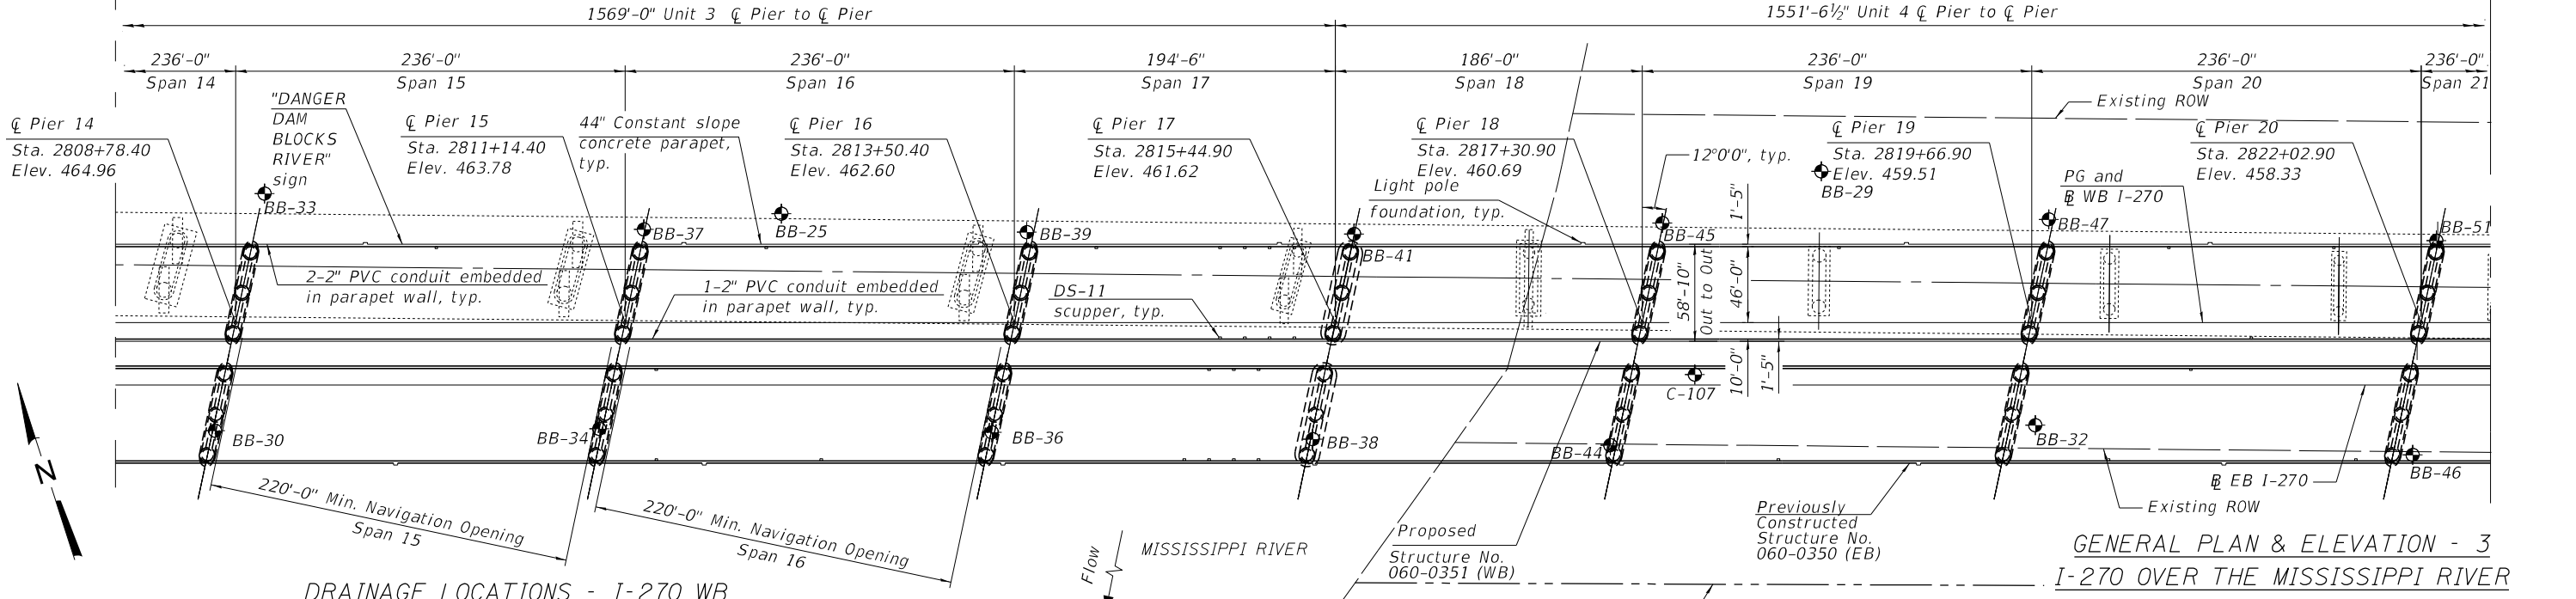 1569'-0" Unit 3 ℄ Pier to ℄ Pier
1551'-6½" Unit 4 ℄ Pier to ℄ Pier
236'-0"
Span 14
236'-0"
Span 15
236'-0"
Span 16
194'-6"
Span 17
186'-0"
Span 18
236'-0"
Span 19
236'-0"
Span 20
236'-0"
Span 21
℄ Pier 14
Sta. 2808+78.40
Elev. 464.96
"DANGER
DAM
BLOCKS
RIVER"
sign
℄ Pier 15
Sta. 2811+14.40
Elev. 463.78
44" Constant slope
concrete parapet,
typ.
℄ Pier 16
Sta. 2813+50.40
Elev. 462.60
℄ Pier 17
Sta. 2815+44.90
Elev. 461.62
℄ Pier 18
Sta. 2817+30.90
Elev. 460.69
Light pole
foundation, typ.
12°0'0", typ.
Existing ROW
℄ Pier 19
Sta. 2819+66.90
Elev. 459.51
℄ Pier 20
Sta. 2822+02.90
Elev. 458.33
PG and
B͟L WB I-270
BB-33
BB-37
BB-25
BB-39
BB-41
BB-45
BB-29
BB-47
BB-51
2-2" PVC conduit embedded
in parapet wall, typ.
1-2" PVC conduit embedded
in parapet wall, typ.
DS-11
scupper, typ.
58'-10"
Out to Out
1'-5"
46'-0"
10'-0"
1'-5"
C-107
BB-30
BB-34
BB-36
BB-38
BB-44
BB-32
BB-46
N
220'-0" Min. Navigation Opening
Span 15
220'-0" Min. Navigation Opening
Span 16
Flow
MISSISSIPPI RIVER
Proposed
Structure No.
060-0351 (WB)
Previously
Constructed
Structure No.
060-0350 (EB)
BL EB I-270
Existing ROW
GENERAL PLAN & ELEVATION - 3
I-270 OVER THE MISSISSIPPI RIVER
DRAINAGE LOCATIONS - I-270 WB